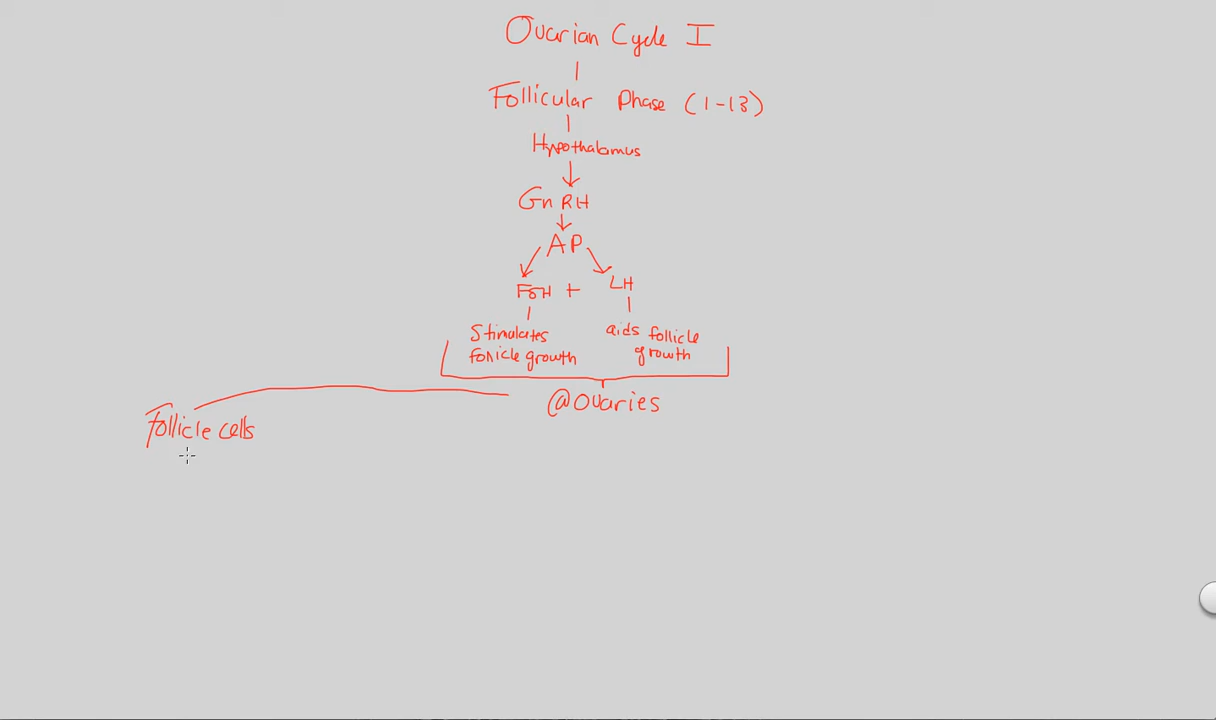 Ovarian Cycle I
Follicular Phase (1-13)
Hypothalamus
GnRH
AP
FSH + LH
Stimulates
follicle growth
aids follicle
growth
@Ovaries
Follicle cells